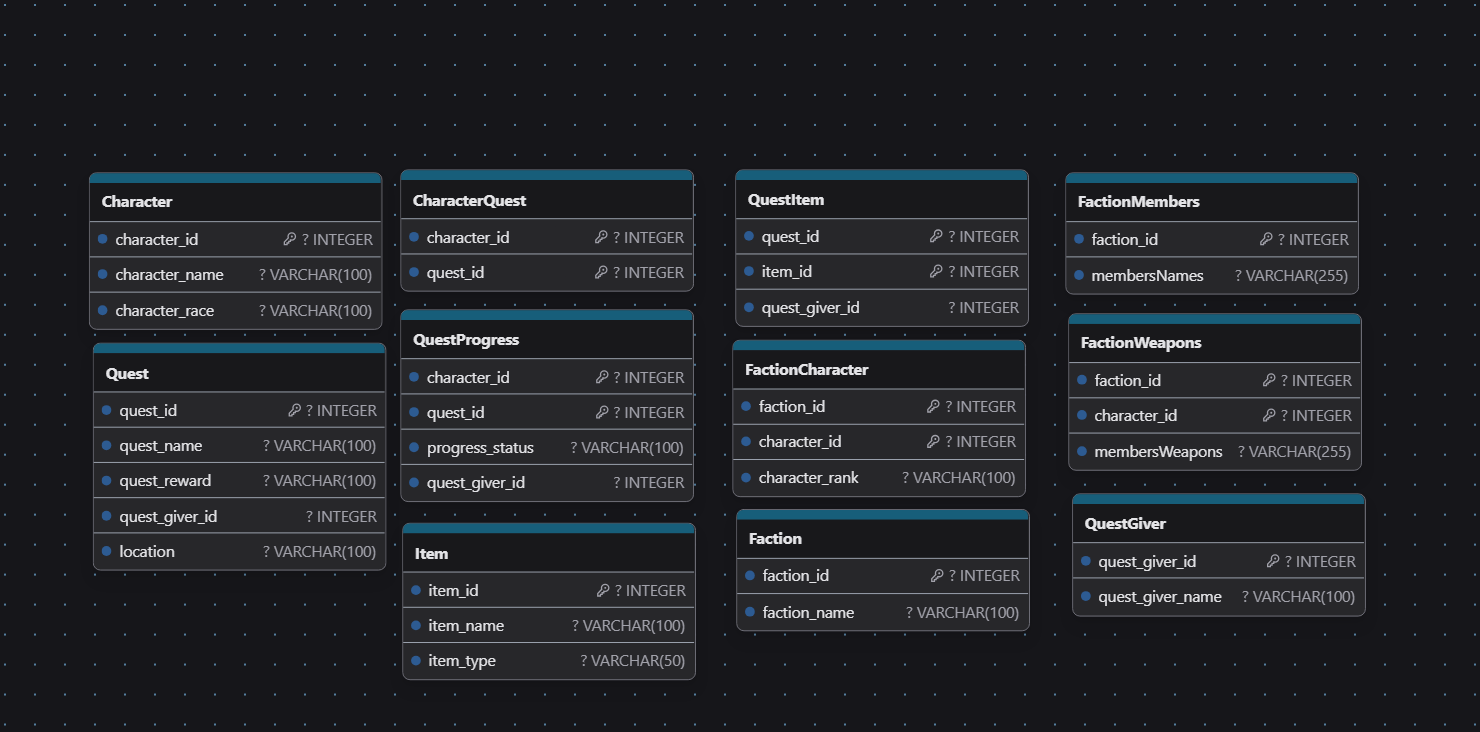 Character
character_id ? INTEGER
character_name ? VARCHAR(100)
character_race ? VARCHAR(100)
Quest
quest_id ? INTEGER
quest_name ? VARCHAR(100)
quest_reward ? VARCHAR(100)
quest_giver_id ? INTEGER
location ? VARCHAR(100)
CharacterQuest
character_id ? INTEGER
quest_id ? INTEGER
QuestProgress
character_id ? INTEGER
quest_id ? INTEGER
progress_status ? VARCHAR(100)
quest_giver_id ? INTEGER
Item
item_id ? INTEGER
item_name ? VARCHAR(100)
item_type ? VARCHAR(50)
QuestItem
quest_id ? INTEGER
item_id ? INTEGER
quest_giver_id ? INTEGER
FactionCharacter
faction_id ? INTEGER
character_id ? INTEGER
character_rank ? VARCHAR(100)
Faction
faction_id ? INTEGER
faction_name ? VARCHAR(100)
FactionMembers
faction_id ? INTEGER
membersNames ? VARCHAR(255)
FactionWeapons
faction_id ? INTEGER
character_id ? INTEGER
membersWeapons ? VARCHAR(255)
QuestGiver
quest_giver_id ? INTEGER
quest_giver_name ? VARCHAR(100)